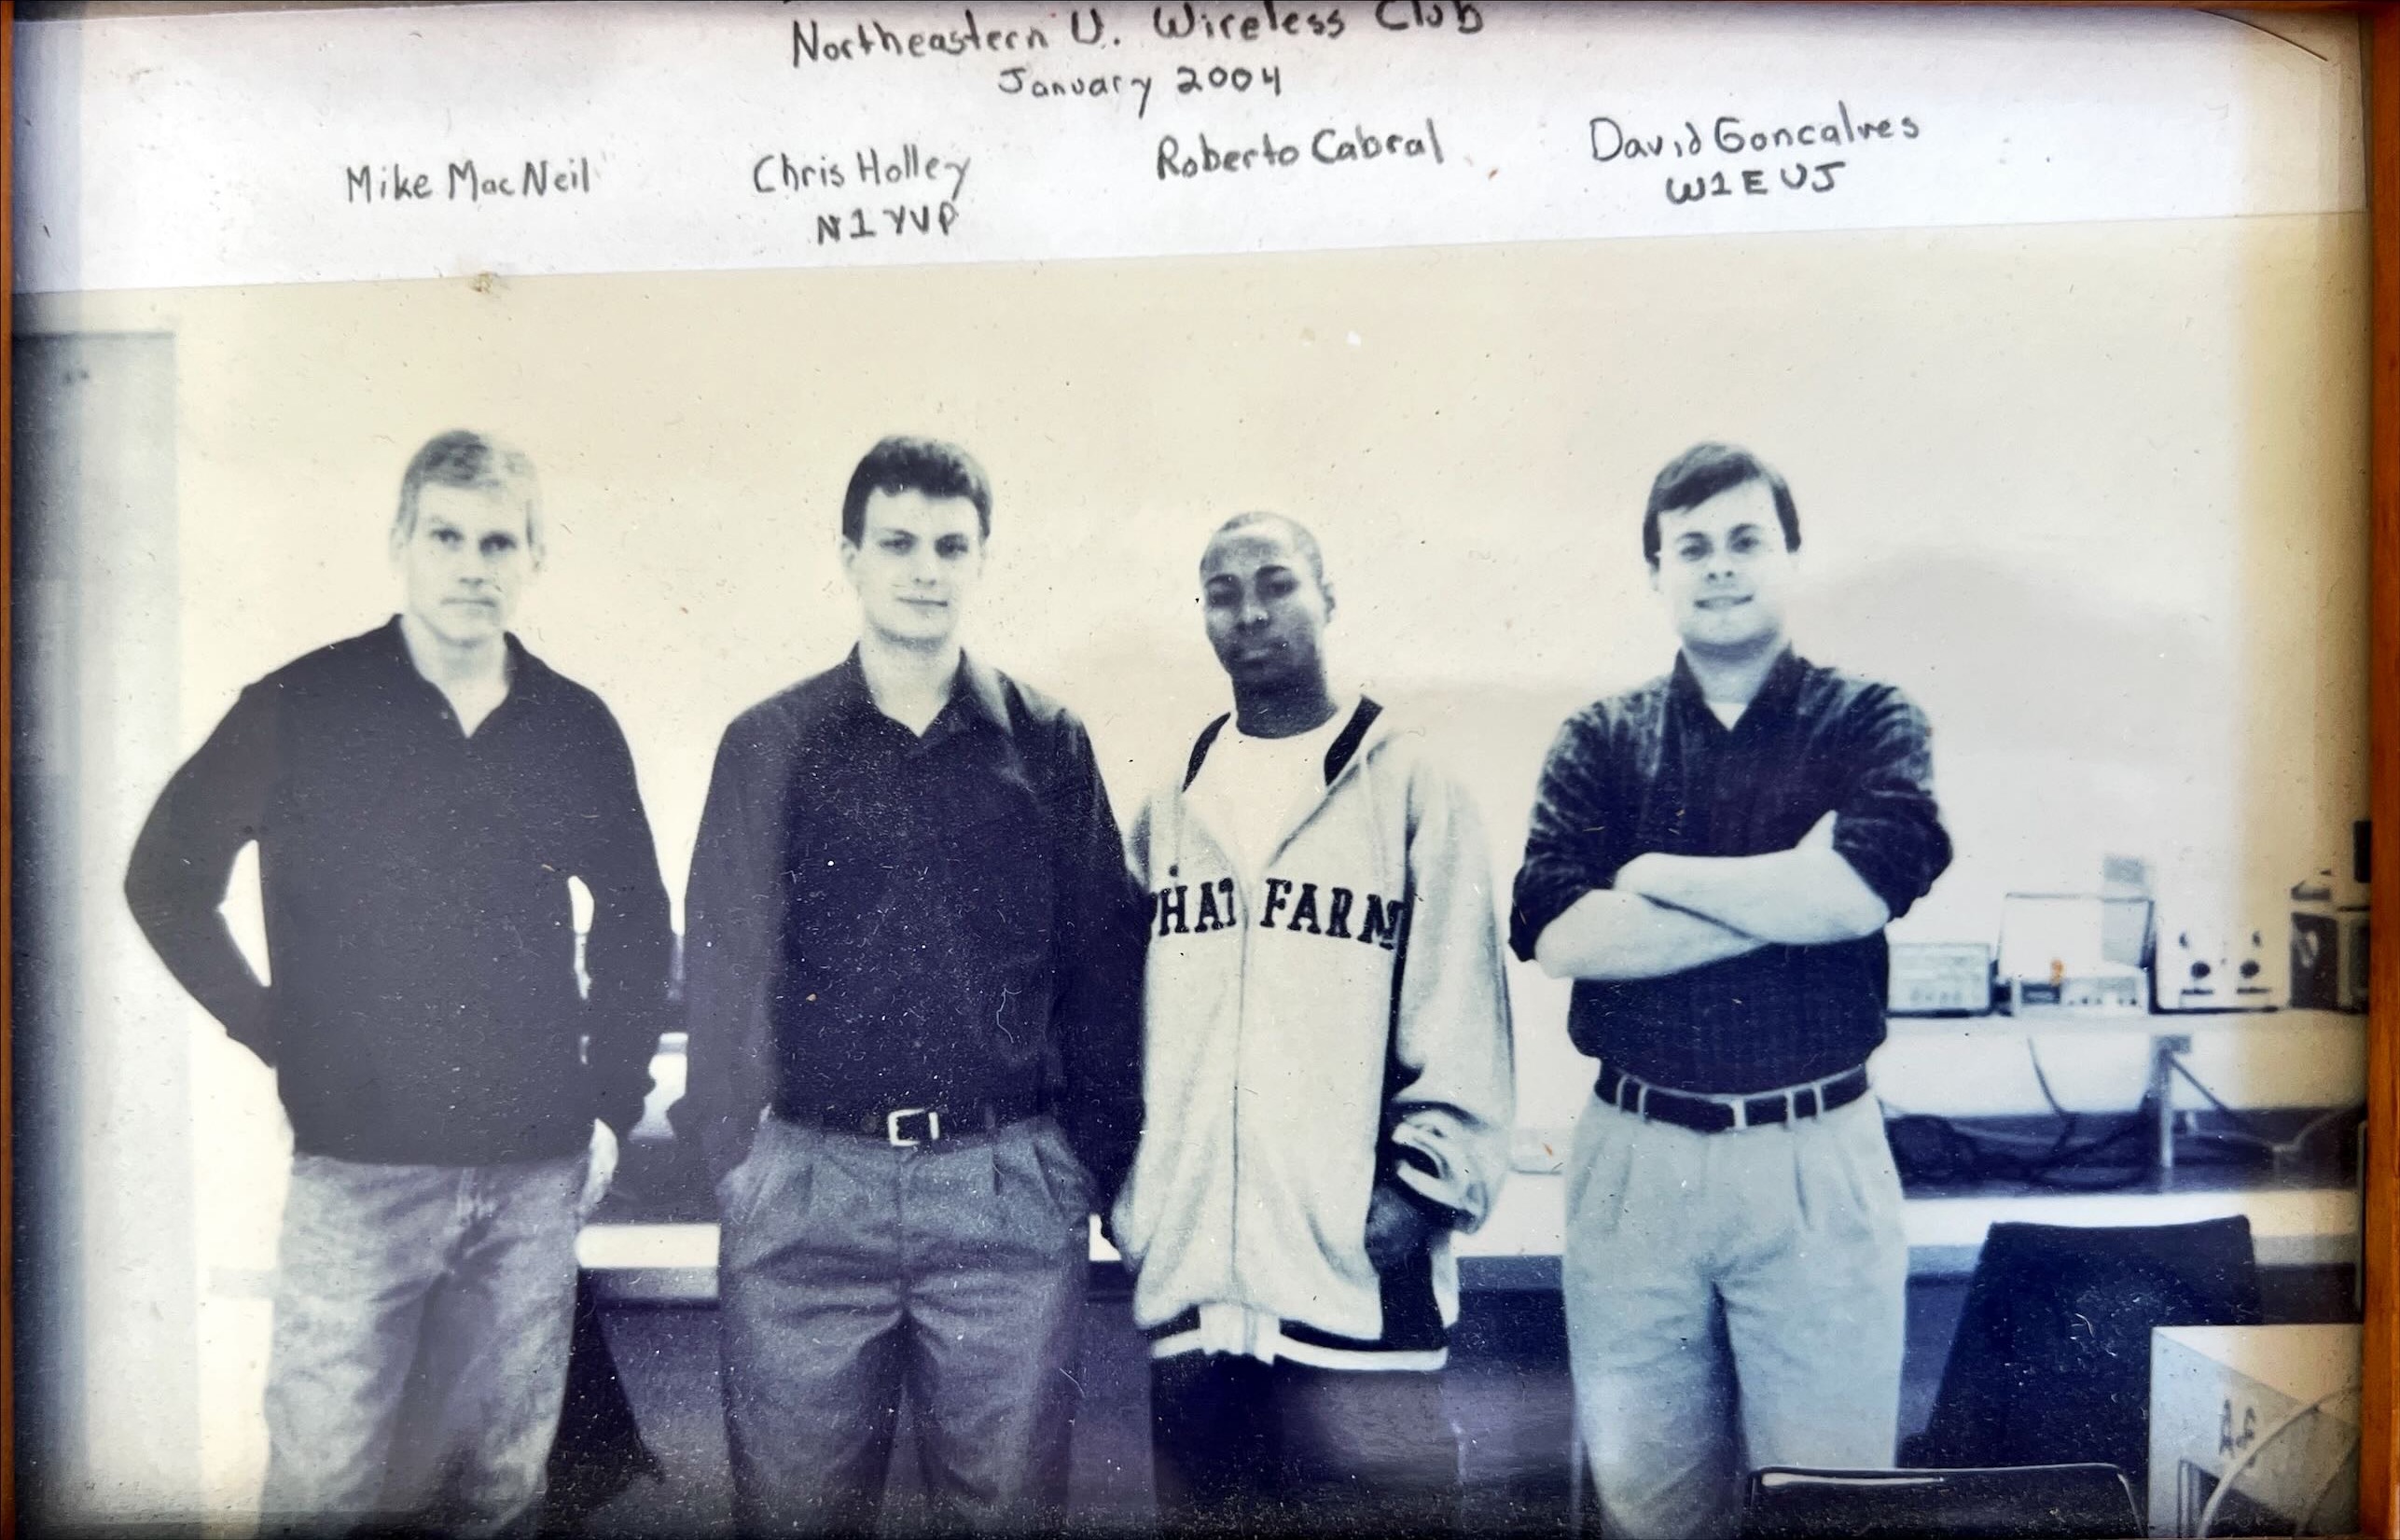 Northeastern U. Wireless Club
January 2004
Mike MacNeil
Chris Holley
N1YVP
Roberto Cabral
David Goncalves
W1EUJ
PHAT FARM